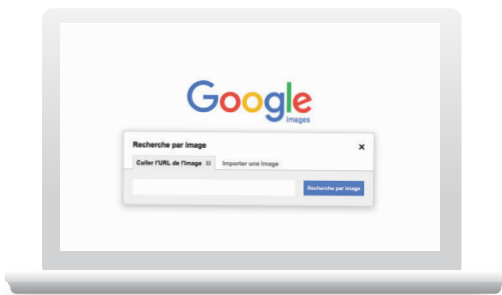 Google
images
Recherche par image
Coller l'URL de l'image
Importer une image
Recherche par image